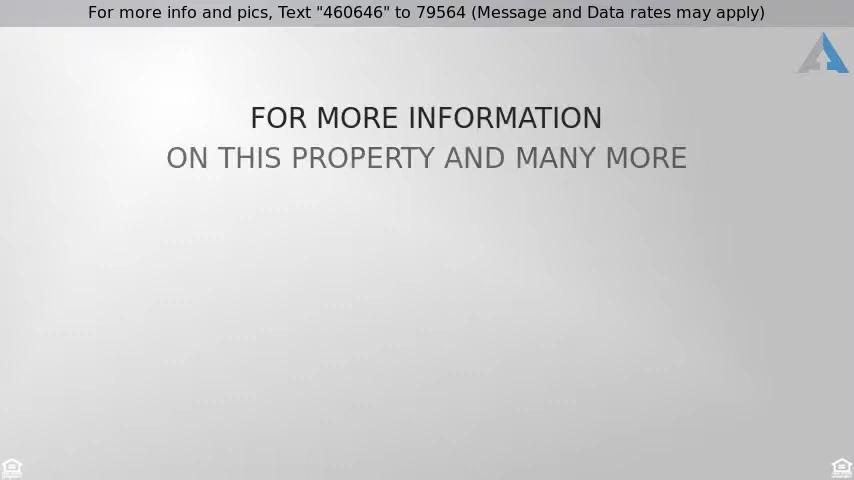 For more info and pics, Text "460646" to 79564 (Message and Data rates may apply)
FOR MORE INFORMATION
ON THIS PROPERTY AND MANY MORE